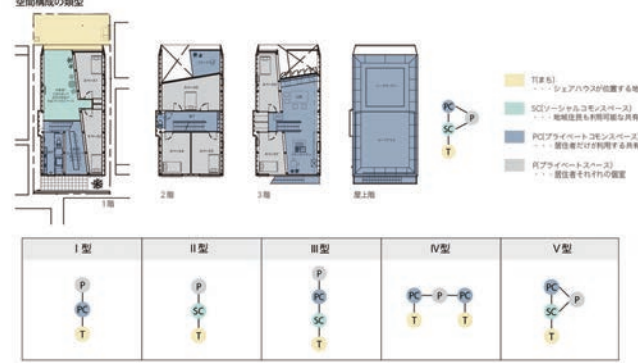 空間構成の類型
1階
2階
3階
屋上階
PC
P
SC
T
T(まち)
・・・シェアハウスが位置する地
SC(ソーシャルコモンスペース)
・・・地域住民も利用可能な共有
PC(プライベートコモンスペース)
・・・居住者だけが利用する共有
P(プライベートスペース)
・・・居住者それぞれの個室
I型
II型
III型
IV型
V型
P
PC
T
P
SC
T
P
PC
SC
T
PC
P
PC
T
T
PC
P
SC
T